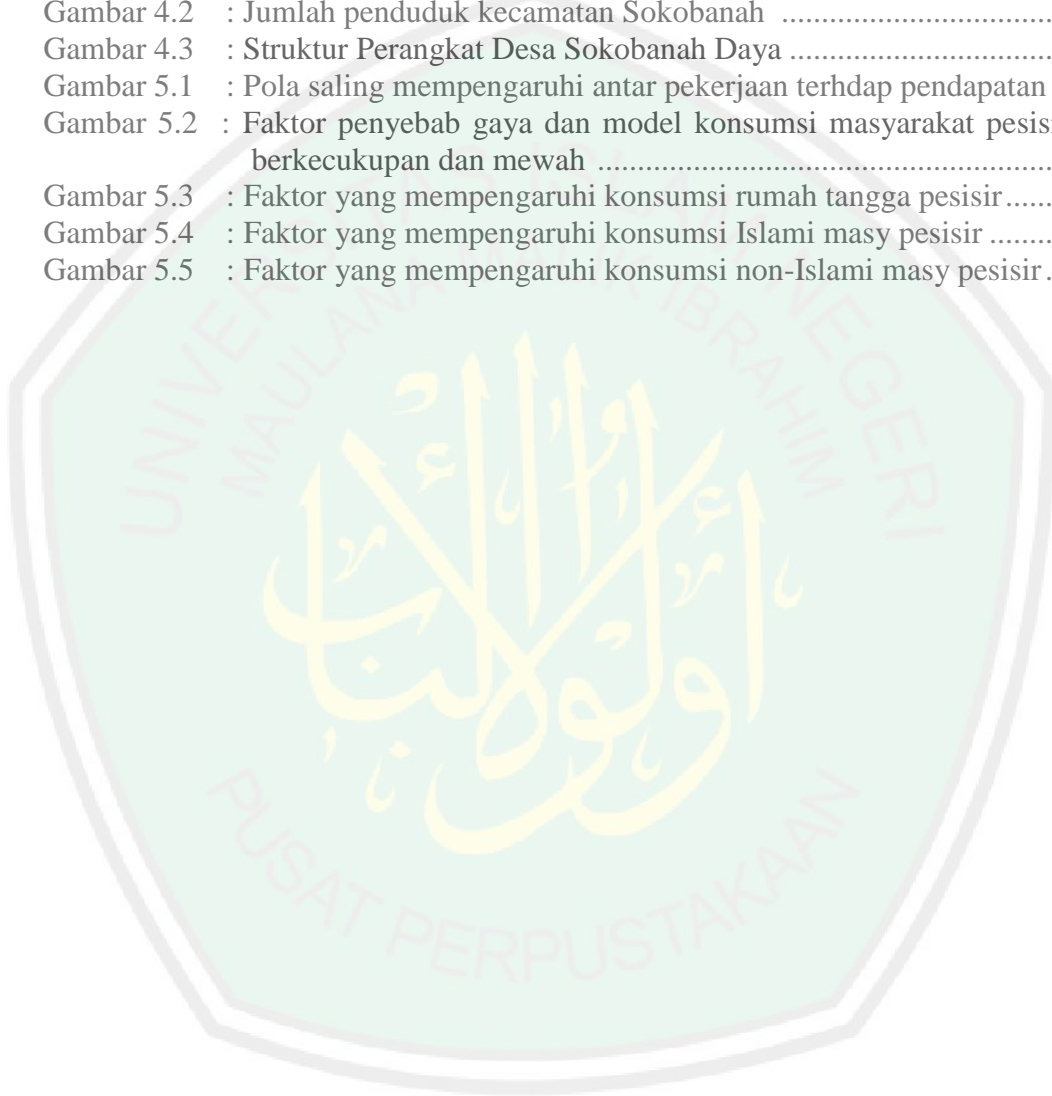 Gambar 4.2 : Jumlah penduduk kecamatan Sokobanah ..................................
Gambar 4.3 : Struktur Perangkat Desa Sokobanah Daya ................................
Gambar 5.1 : Pola saling mempengaruhi antar pekerjaan terhdap pendapatan
Gambar 5.2 : Faktor penyebab gaya dan model konsumsi masyarakat
berkecukupan dan mewah ........................................................
Gambar 5.3 : Faktor yang mempengaruhi konsumsi rumah tangga pesisir ......
Gambar 5.4 : Faktor yang mempengaruhi konsumsi Islami masy pesisir ........
Gambar 5.5 : Faktor yang mempengaruhi konsumsi non-Islami masy pesisir .
UNIVERSITAS ISLAM NEGERI
MAULANA MALIK IBRAHIM
أولوا الألباب
PUSAT PERPUSTAKAAN